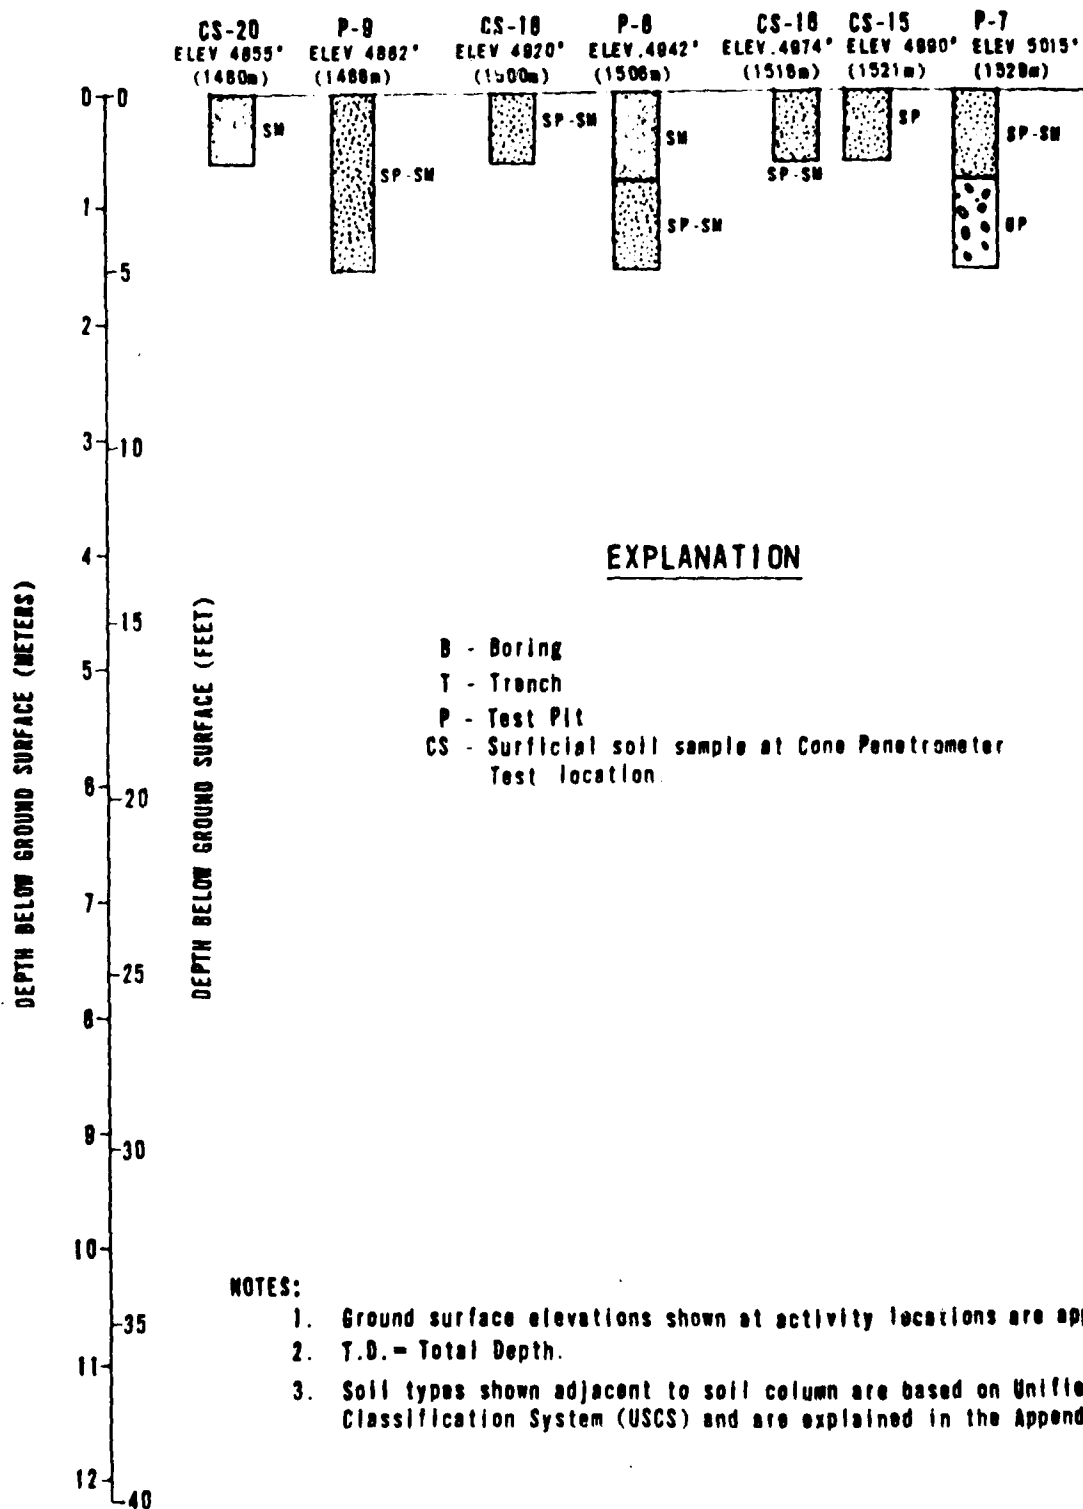 CS-20 P-9 CS-18 P-8 CS-16 CS-15 P-7
ELEV 4855' ELEV 4882' ELEV 4920' ELEV.4942' ELEV.4974' ELEV 4990' ELEV 5015'
(1480m) (1488m) (1500m) (1506m) (1516m) (1521m) (1529m)
0 0
SM SP-SM SP SP-SM
SM
SP-SM SP-SM
1 SP-SM GP
5
2
3 10
4
EXPLANATION
15
B - Boring
5
T - Trench
P - Test Pit
CS - Surficial soil sample at Cone Penetrometer
Test location
6 20
7
25
8
9 30
10
35
11
12
40
DEPTH BELOW GROUND SURFACE (METERS)
DEPTH BELOW GROUND SURFACE (FEET)
NOTES:
1. Ground surface elevations shown at activity locations are app
2. T.D.= Total Depth.
3. Soil types shown adjacent to soil column are based on Unifie
Classification System (USCS) and are explained in the Append